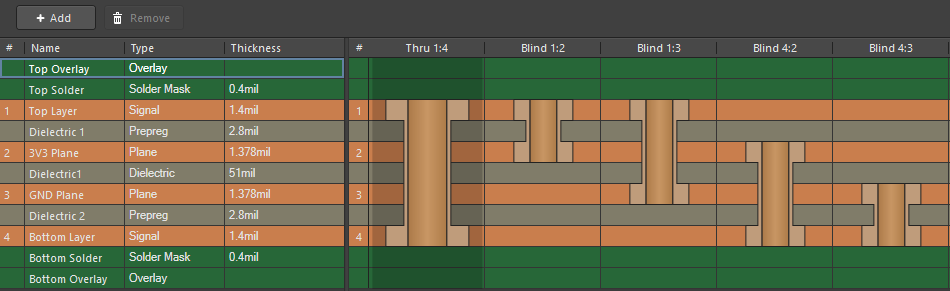 + Add Remove
# Name Type Thickness # Thru 1:4 Blind 1:2 Blind 1:3 Blind 4:2 Blind 4:3
Top Overlay Overlay
Top Solder Solder Mask 0.4mil
1 Top Layer Signal 1.4mil 1
Dielectric 1 Prepreg 2.8mil
2 3V3 Plane Plane 1.378mil 2
Dielectric1 Dielectric 51mil
3 GND Plane Plane 1.378mil 3
Dielectric 2 Prepreg 2.8mil
4 Bottom Layer Signal 1.4mil 4
Bottom Solder Solder Mask 0.4mil
Bottom Overlay Overlay